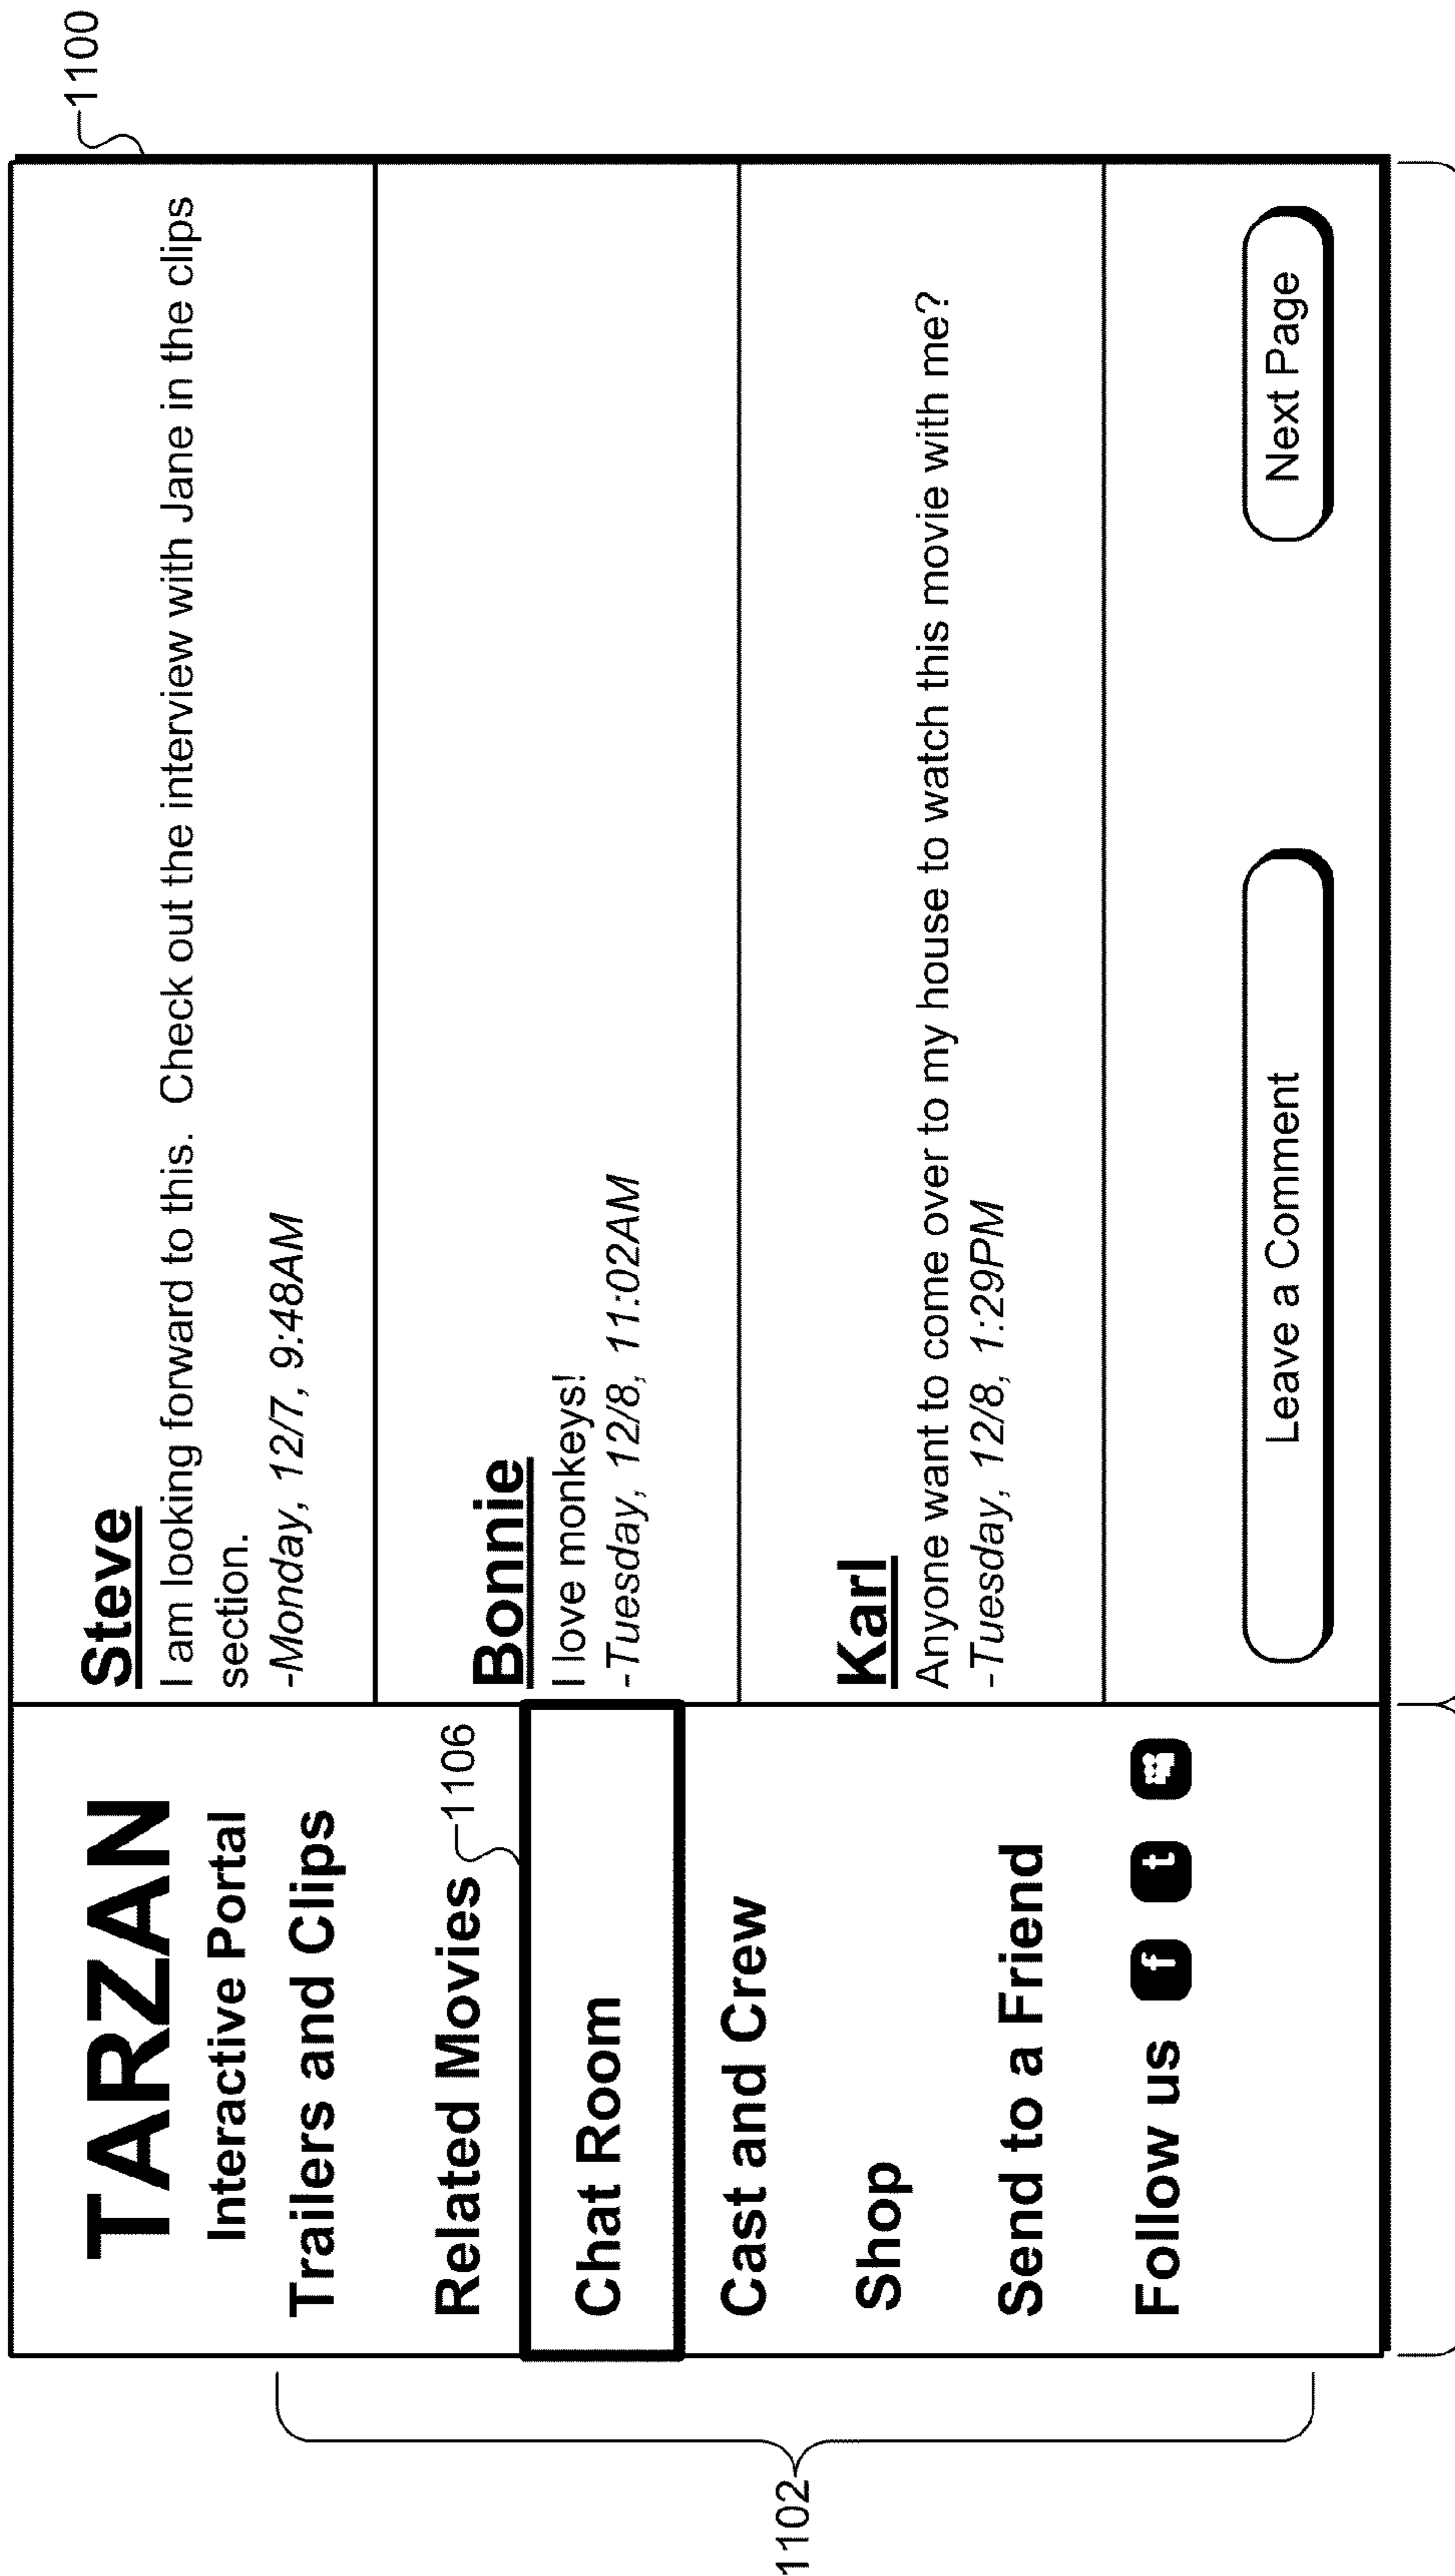 1100
TARZAN
Interactive Portal
Trailers and Clips
Related Movies
1106
Chat Room
Cast and Crew
Shop
Send to a Friend
Follow us f t
1102
Steve
I am looking forward to this. Check out the interview with Jane in the clips
section.
-Monday, 12/7, 9:48AM
Bonnie
I love monkeys!
-Tuesday, 12/8, 11:02AM
Karl
Anyone want to come over to my house to watch this movie with me?
-Tuesday, 12/8, 1:29PM
Leave a Comment
Next Page